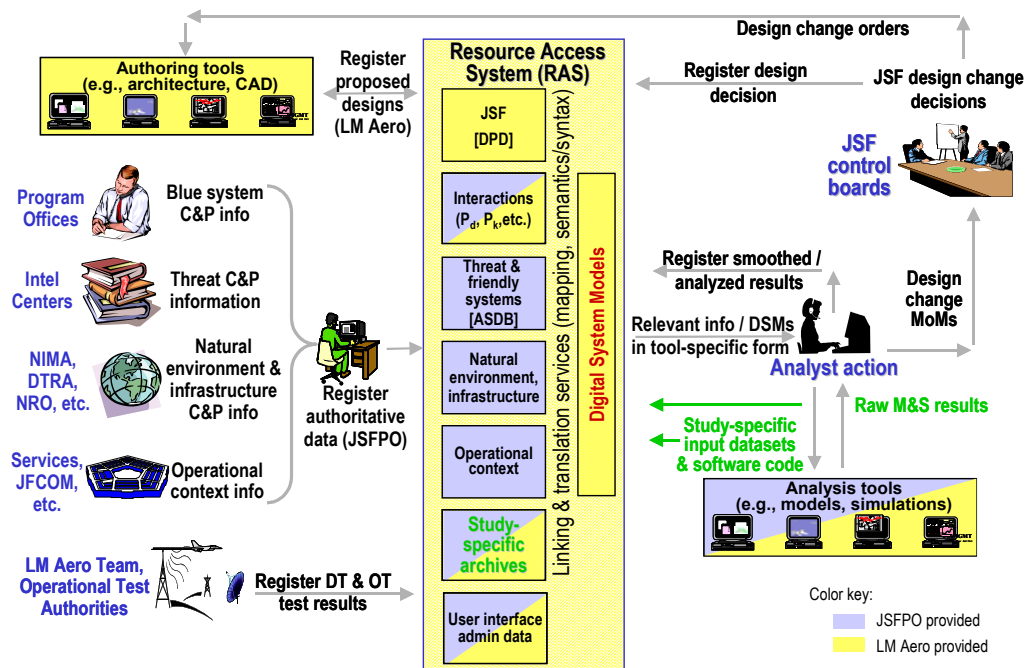 Design change orders
Authoring tools
(e.g., architecture, CAD)
Register
proposed
designs
(LM Aero)
Resource Access
System (RAS)
Register design
decision
JSF design change
decisions
JSF
control
boards
JSF
[DPD]
Interactions
(Pd, Pk,etc.)
Threat &
friendly
systems
[ASDB]
Natural
environment,
infrastructure
Operational
context
Study-
specific
archives
User interface
admin data
Digital System Models
Linking & translation services (mapping, semantics/syntax)
Program
Offices
Blue system
C&P info
Intel
Centers
Threat C&P
information
NIMA,
DTRA,
NRO, etc.
Natural
environment &
infrastructure
C&P info
Services,
JFCOM,
etc.
Operational
context info
Register
authoritative
data (JSFPO)
LM Aero Team,
Operational Test
Authorities
Register DT & OT
test results
Register smoothed /
analyzed results
Relevant info / DSMs
in tool-specific form
Analyst action
Design
change
MoMs
Raw M&S results
Study-specific
input datasets
& software code
Analysis tools
(e.g., models, simulations)
Color key:
JSFPO provided
LM Aero provided